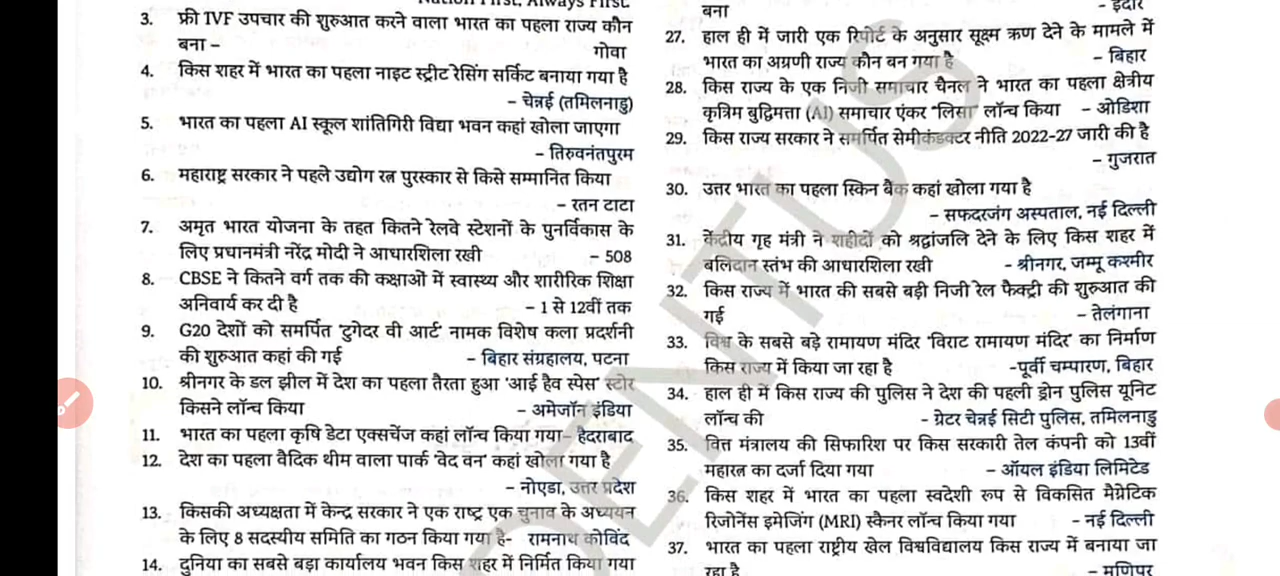 Nation First, Always First.
3. फ्री IVF उपचार की शुरुआत करने वाला भारत का पहला राज्य कौन
बना – गोवा
4. किस शहर में भारत का पहला नाइट स्ट्रीट रेसिंग सर्किट बनाया गया है
– चेन्नई (तमिलनाडु)
5. भारत का पहला AI स्कूल शांतिगिरी विद्या भवन कहां खोला जाएगा
– तिरुवनंतपुरम
6. महाराष्ट्र सरकार ने पहले उद्योग रत्न पुरस्कार से किसे सम्मानित किया
– रतन टाटा
7. अमृत भारत योजना के तहत कितने रेलवे स्टेशनों के पुनर्विकास के
लिए प्रधानमंत्री नरेंद्र मोदी ने आधारशिला रखी – 508
8. CBSE ने कितने वर्ग तक की कक्षाओं में स्वास्थ्य और शारीरिक शिक्षा
अनिवार्य कर दी है – 1 से 12वीं तक
9. G20 देशों को समर्पित 'टुगेदर वी आर्ट' नामक विशेष कला प्रदर्शनी
की शुरुआत कहां की गई – बिहार संग्रहालय, पटना
10. श्रीनगर के डल झील में देश का पहला तैरता हुआ 'आई हैव स्पेस' स्टोर
किसने लॉन्च किया – अमेजॉन इंडिया
11. भारत का पहला कृषि डेटा एक्सचेंज कहां लॉन्च किया गया– हैदराबाद
12. देश का पहला वैदिक थीम वाला पार्क 'वेद वन' कहां खोला गया है
– नोएडा, उत्तर प्रदेश
13. किसकी अध्यक्षता में केन्द्र सरकार ने एक राष्ट्र एक चुनाव के अध्ययन
के लिए 8 सदस्यीय समिति का गठन किया गया है- रामनाथ कोविंद
14. दुनिया का सबसे बड़ा कार्यालय भवन किस शहर में निर्मित किया गया
बना – इंदौर
27. हाल ही में जारी एक रिपोर्ट के अनुसार सूक्ष्म ऋण देने के मामले में
भारत का अग्रणी राज्य कौन बन गया है – बिहार
28. किस राज्य के एक निजी समाचार चैनल ने भारत का पहला क्षेत्रीय
कृत्रिम बुद्विमत्ता (AI) समाचार एंकर "लिसा" लॉन्च किया – ओडिशा
29. किस राज्य सरकार ने समर्पित सेमीकंडक्टर नीति 2022-27 जारी की है
– गुजरात
30. उत्तर भारत का पहला स्किन बैंक कहां खोला गया है
– सफदरजंग अस्पताल, नई दिल्ली
31. केंद्रीय गृह मंत्री ने शहीदों को श्रद्धांजलि देने के लिए किस शहर में
बलिदान स्तंभ की आधारशिला रखी - श्रीनगर, जम्मू कश्मीर
32. किस राज्य में भारत की सबसे बड़ी निजी रेल फैक्ट्री की शुरुआत की
गई – तेलंगाना
33. विश्व के सबसे बड़े रामायण मंदिर 'विराट रामायण मंदिर' का निर्माण
किस राज्य में किया जा रहा है -पूर्वी चम्पारण, बिहार
34. हाल ही में किस राज्य की पुलिस ने देश की पहली ड्रोन पुलिस यूनिट
लॉन्च की - ग्रेटर चेन्नई सिटी पुलिस, तमिलनाडु
35. वित्त मंत्रालय की सिफारिश पर किस सरकारी तेल कंपनी को 13वीं
महारत्न का दर्जा दिया गया – ऑयल इंडिया लिमिटेड
36. किस शहर में भारत का पहला स्वदेशी रूप से विकसित मैग्नेटिक
रिजोनेंस इमेजिंग (MRI) स्कैनर लॉन्च किया गया - नई दिल्ली
37. भारत का पहला राष्ट्रीय खेल विश्वविद्यालय किस राज्य में बनाया जा
रहा है – मणिपुर
DENTUS